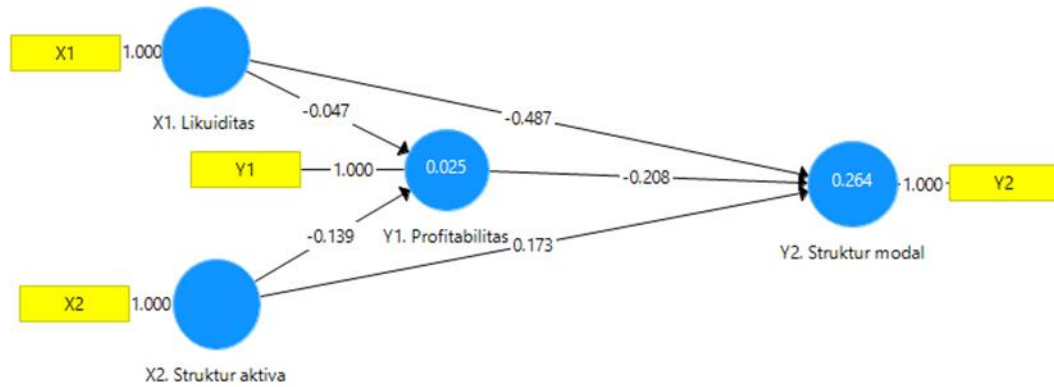 X1
1.000
X1. Likuiditas
-0.047
-0.487
Y1
1.000
0.025
-0.208
0.264
1.000
Y2
-0.139
Y1. Profitabilitas
0.173
Y2. Struktur modal
X2
1.000
X2. Struktur aktiva